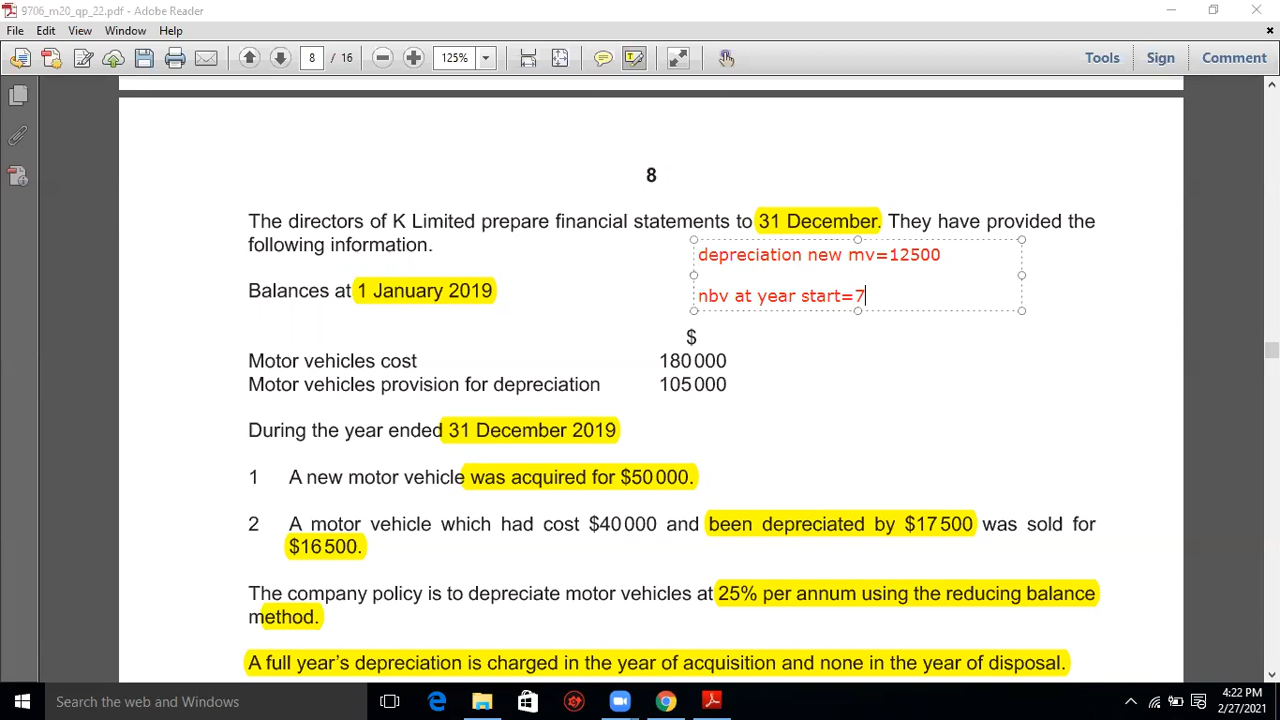 9706_m20_qp_22.pdf - Adobe Reader
File Edit View Window Help
8 / 16 125% Tools Sign Comment
8
The directors of K Limited prepare financial statements to 31 December. They have provided the
following information.
depreciation new mv=12500
Balances at 1 January 2019
nbv at year start=7
$
Motor vehicles cost 180 000
Motor vehicles provision for depreciation 105 000
During the year ended 31 December 2019
1 A new motor vehicle was acquired for $50 000.
2 A motor vehicle which had cost $40 000 and been depreciated by $17 500 was sold for
$16 500.
The company policy is to depreciate motor vehicles at 25% per annum using the reducing balance
method.
A full year's depreciation is charged in the year of acquisition and none in the year of disposal.
Search the web and Windows
4:22 PM
2/27/2021